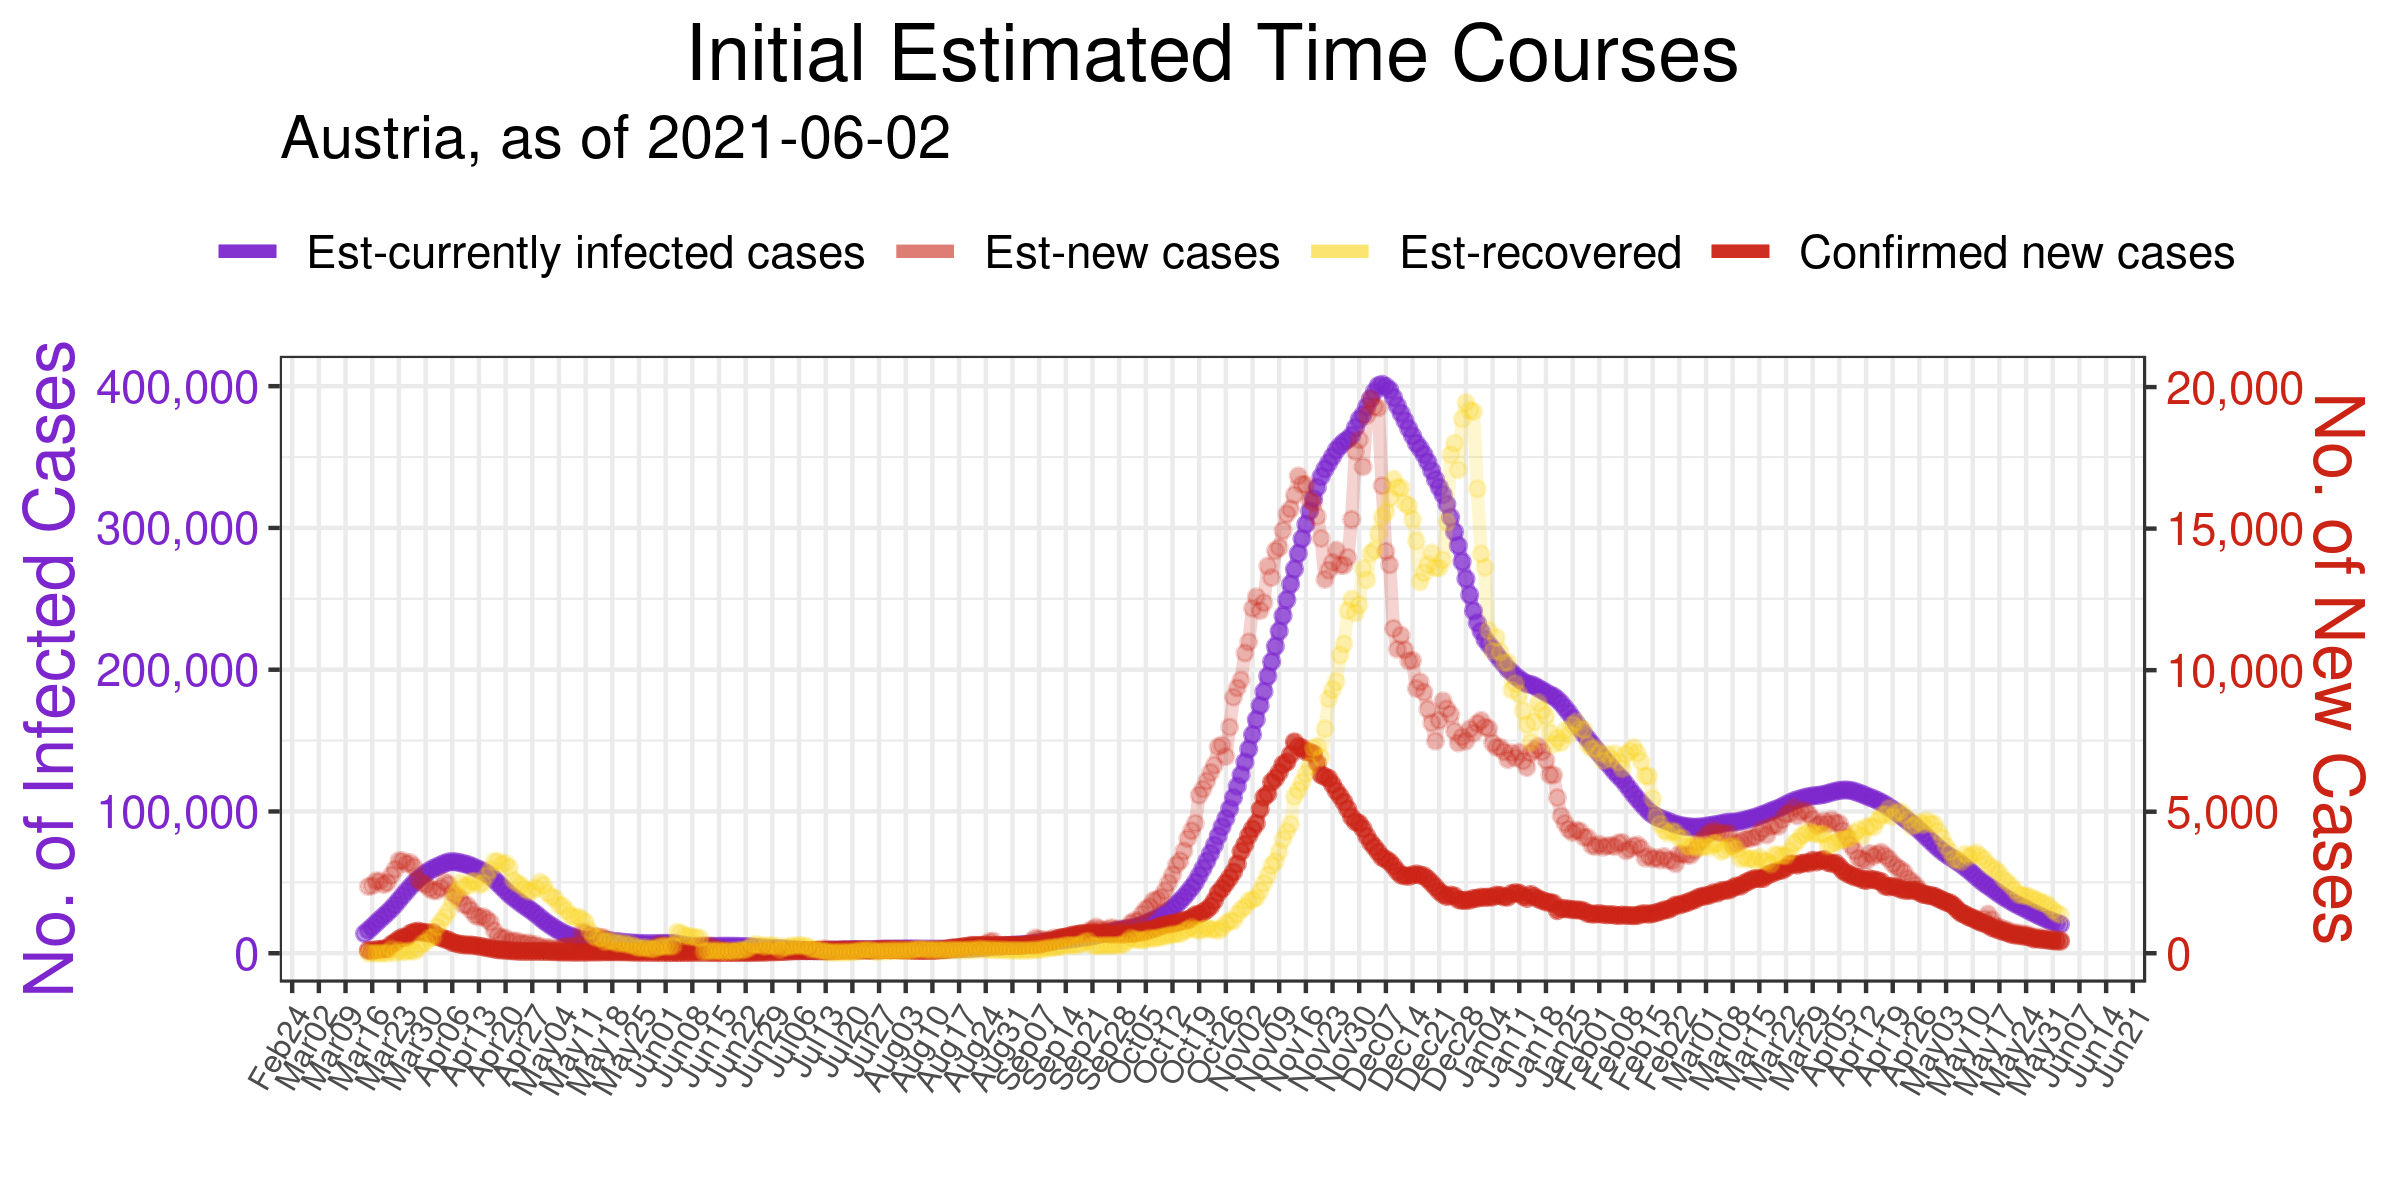 Initial Estimated Time Courses
Austria, as of 2021-06-02
Est-currently infected cases Est-new cases Est-recovered Confirmed new cases
No. of Infected Cases
400,000
300,000
200,000
100,000
0
20,000
15,000
10,000
5,000
0
No. of New Cases
Feb24 Mar02 Mar09 Mar16 Mar23 Mar30 Apr06 Apr13 Apr20 Apr27 May04 May11 May18 May25 Jun01 Jun08 Jun15 Jun22 Jun29 Jul06 Jul13 Jul20 Jul27 Aug03 Aug10 Aug17 Aug24 Aug31 Sep07 Sep14 Sep21 Sep28 Oct05 Oct12 Oct19 Oct26 Nov02 Nov09 Nov16 Nov23 Nov30 Dec07 Dec14 Dec21 Dec28 Jan04 Jan11 Jan18 Jan25 Feb01 Feb08 Feb15 Feb22 Mar01 Mar08 Mar15 Mar22 Mar29 Apr05 Apr12 Apr19 Apr26 May03 May10 May17 May24 May31 Jun07 Jun14 Jun21